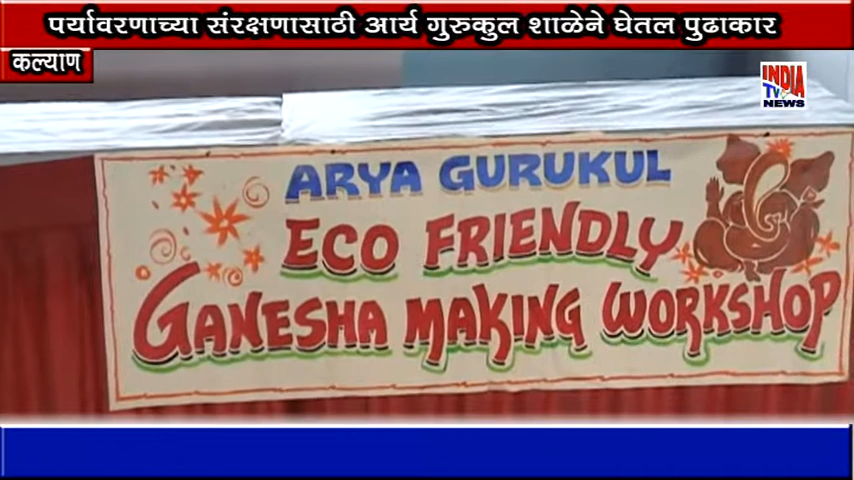 पर्यावरणाच्या संरक्षणासाठी आर्य गुरुकुल शाळेने घेतल पुढाकार
कल्याण
INDIA
TV
NEWS
ARYA GURUKUL
ECO FRIENDLY
GANESHA MAKING WORKSHOP